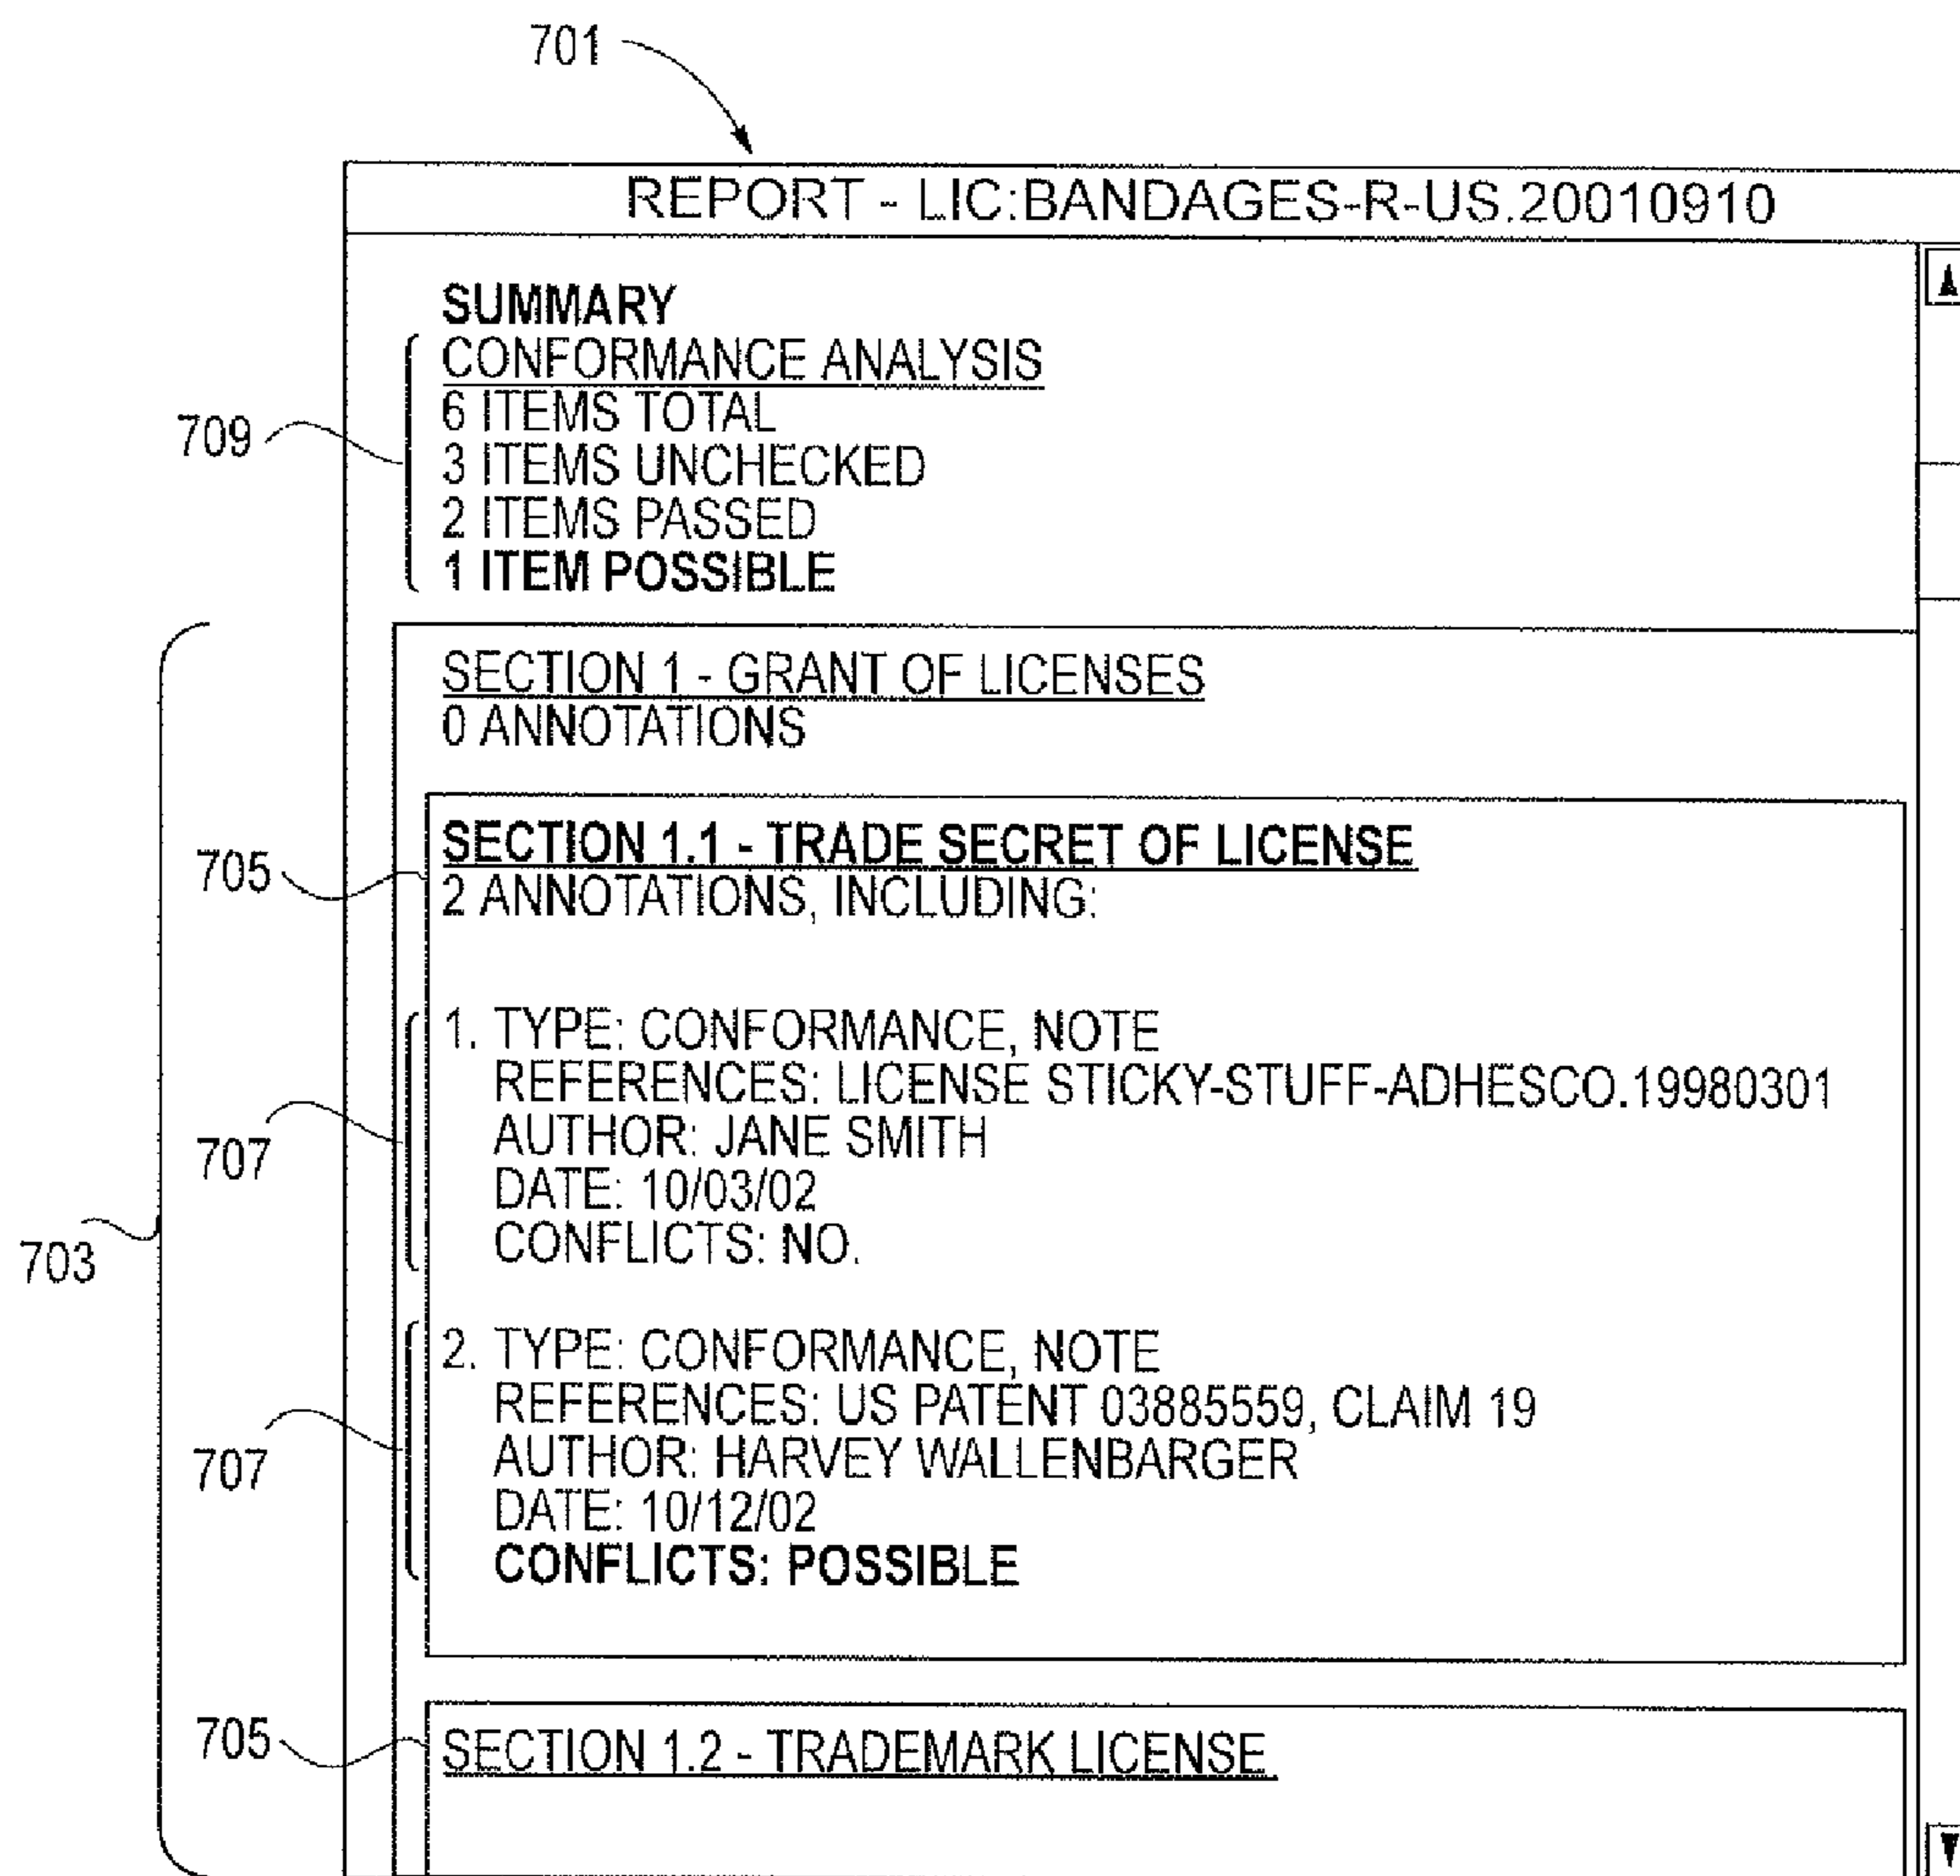 701
REPORT - LIC:BANDAGES-R-US.20010910
SUMMARY
CONFORMANCE ANALYSIS
6 ITEMS TOTAL
709
3 ITEMS UNCHECKED
2 ITEMS PASSED
1 ITEM POSSIBLE
SECTION 1 - GRANT OF LICENSES
0 ANNOTATIONS
SECTION 1.1 - TRADE SECRET OF LICENSE
705
2 ANNOTATIONS, INCLUDING:
1. TYPE: CONFORMANCE, NOTE
REFERENCES: LICENSE STICKY-STUFF-ADHESCO.19980301
AUTHOR: JANE SMITH
707
DATE: 10/03/02
CONFLICTS: NO.
703
2. TYPE: CONFORMANCE, NOTE
REFERENCES: US PATENT 03885559, CLAIM 19
AUTHOR: HARVEY WALLENBARGER
707
DATE: 10/12/02
CONFLICTS: POSSIBLE
705
SECTION 1.2 - TRADEMARK LICENSE